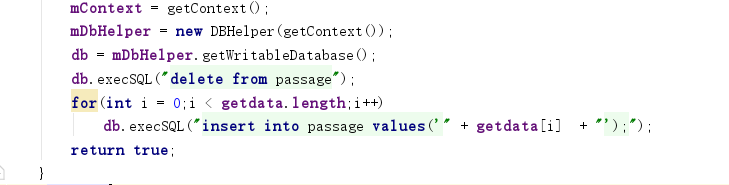 mContext = getContext();
mDbHelper = new DBHelper(getContext());
db = mDbHelper.getWritableDatabase();
db.execSQL("delete from passage");
for(int i = 0;i < getdata.length;i++)
db.execSQL("insert into passage values('" + getdata[i]  + "');");
return true;
}